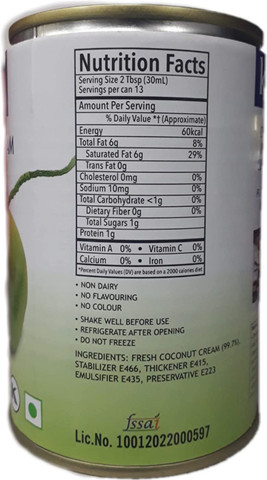 Nutrition Facts
Serving Size 2 Tbsp (30mL)
Servings per can 13
Amount Per Serving
% Daily Value *† (Approximate)
Energy 60kcal
Total Fat 6g 8%
Saturated Fat 6g 29%
Trans Fat 0g
Cholesterol 0mg 0%
Sodium 10mg 0%
Total Carbohydrate <1g 0%
Dietary Fiber 0g 0%
Total Sugars 1g
Protein 1g
Vitamin A 0% • Vitamin C 0%
Calcium 0% • Iron 0%
*Percent Daily Values (DV) are based on a 2000 calories diet
• NON DAIRY
• NO FLAVOURING
• NO COLOUR
• SHAKE WELL BEFORE USE
• REFRIGERATE AFTER OPENING
• DO NOT FREEZE
INGREDIENTS: FRESH COCONUT CREAM (99.7%),
STABILIZER E466, THICKENER E415,
EMULSIFIER E435, PRESERVATIVE E223
fssai
Lic.No. 10012022000597